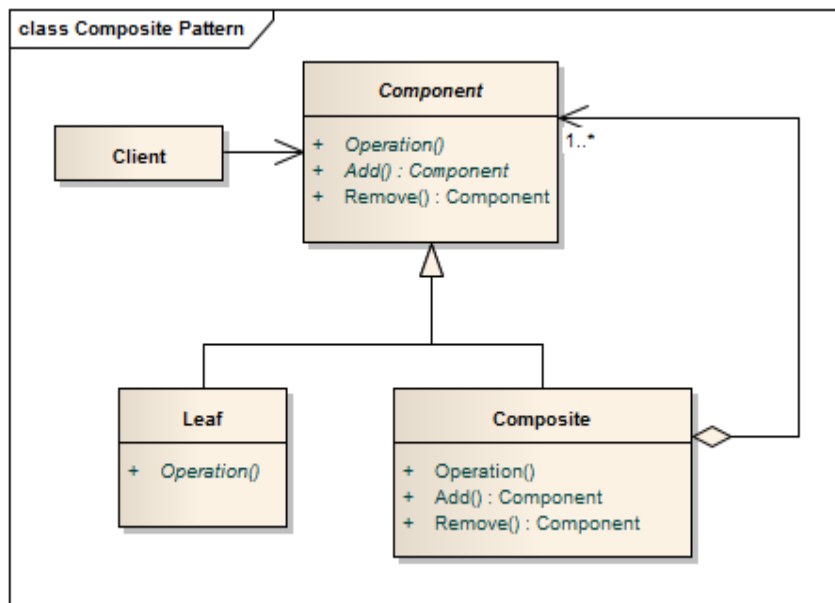 class Composite Pattern
Component
+ Operation()
+ Add() : Component
+ Remove() : Component
Client
1..*
Leaf
+ Operation()
Composite
+ Operation()
+ Add() : Component
+ Remove() : Component